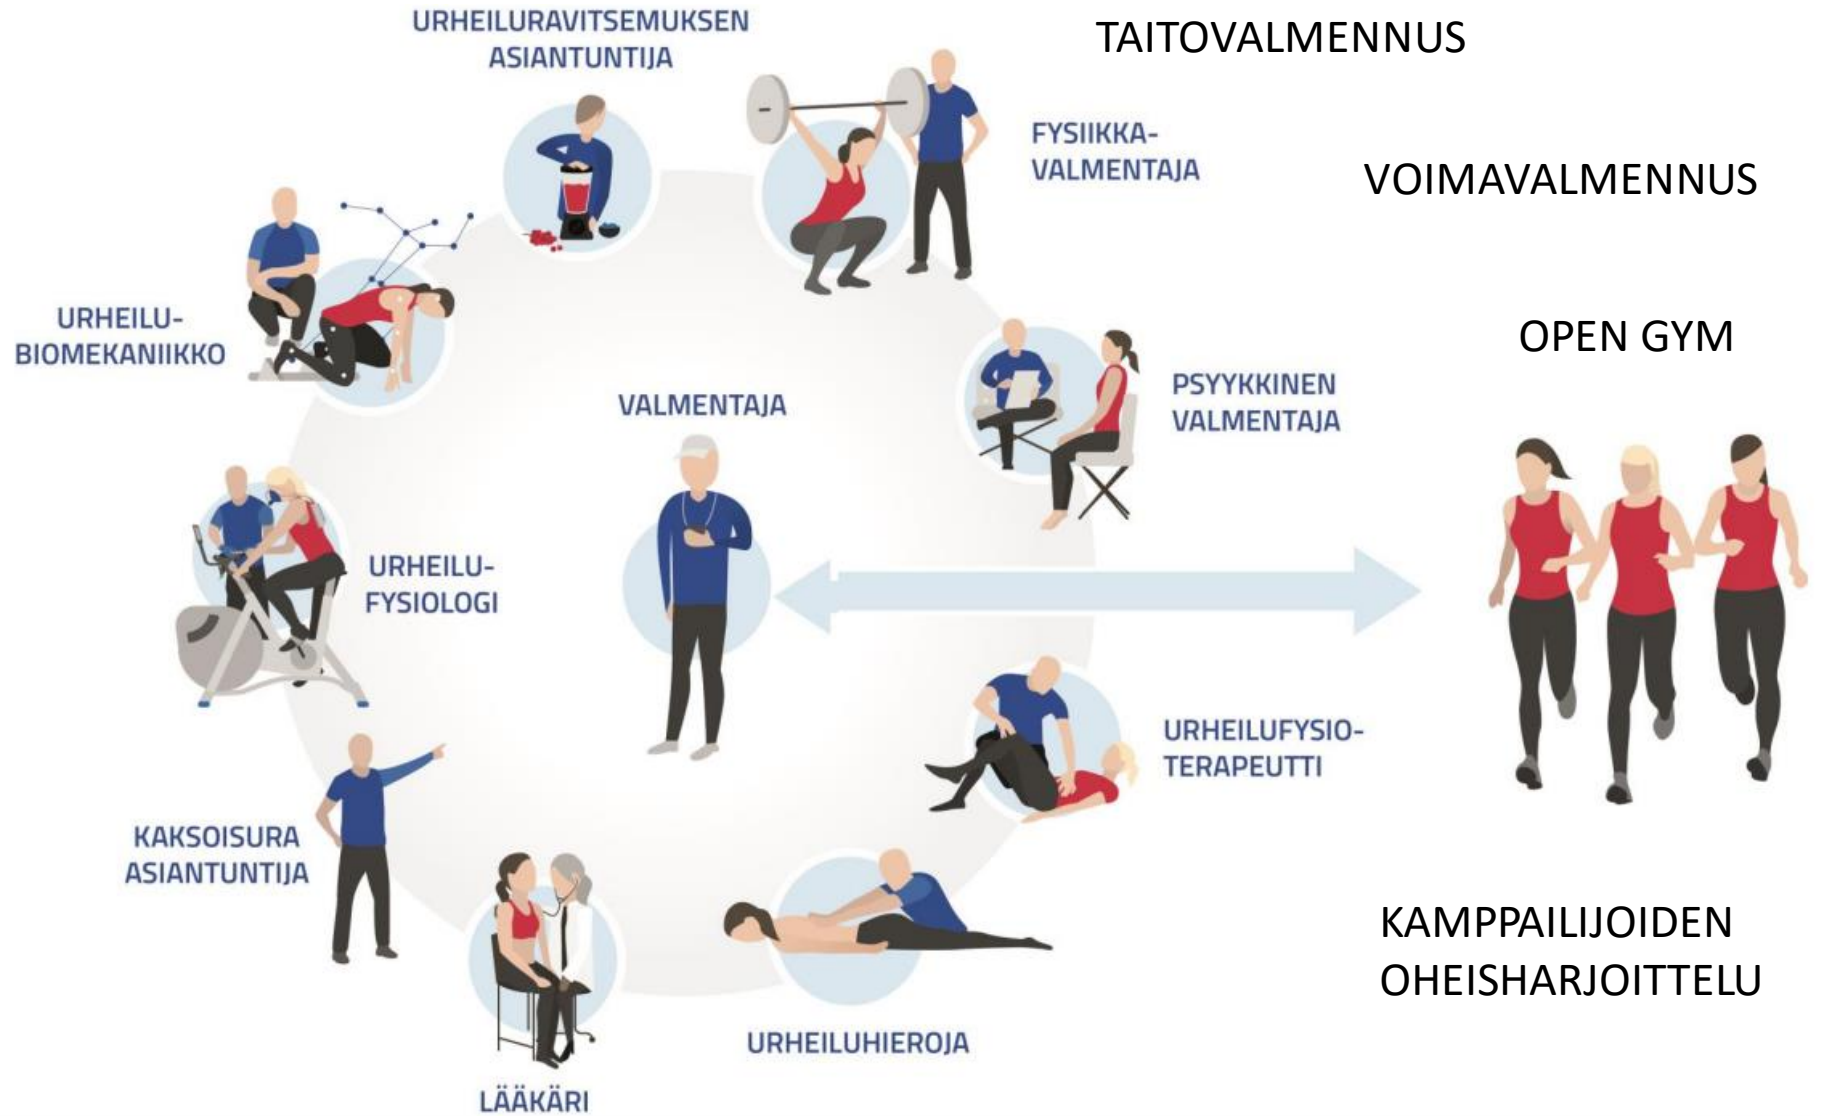 URHEILURAVITSEMUKSEN
ASIANTUNTIJA
TAITOVALMENNUS
FYSIIKKA-
VALMENTAJA
VOIMAVALMENNUS
URHEILU-
BIOMEKANIIKKO
OPEN GYM
PSYYKKINEN
VALMENTAJA
VALMENTAJA
URHEILU-
FYSIOLOGI
URHEILUFYSIO-
TERAPEUTTI
KAKSOISURA
ASIANTUNTIJA
KAMPPAILIJOIDEN
OHEISHARJOITTELU
URHEILUHIEROJA
LÄÄKÄRI